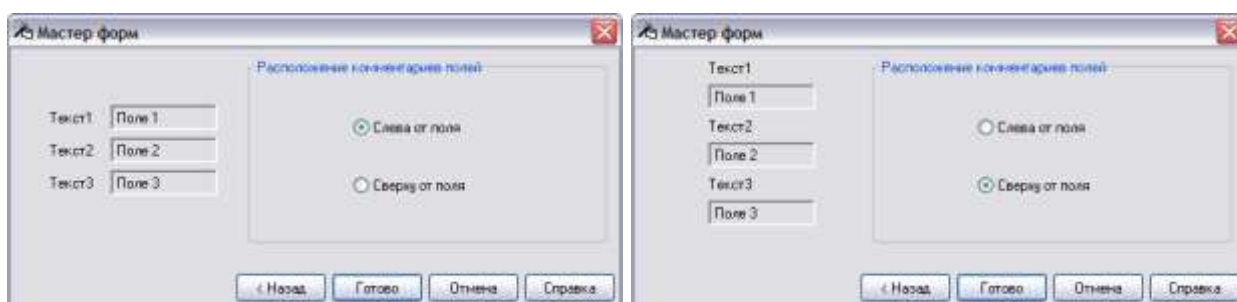 Мастер форм
Расположение комментариев полей
Текст1 Поле 1
Слева от поля
Текст2 Поле 2
Текст3 Поле 3
Сверху от поля
< Назад Готово Отмена Справка
Мастер форм
Текст1
Расположение комментариев полей
Поле 1
Текст2
Слева от поля
Поле 2
Текст3
Сверху от поля
Поле 3
< Назад Готово Отмена Справка